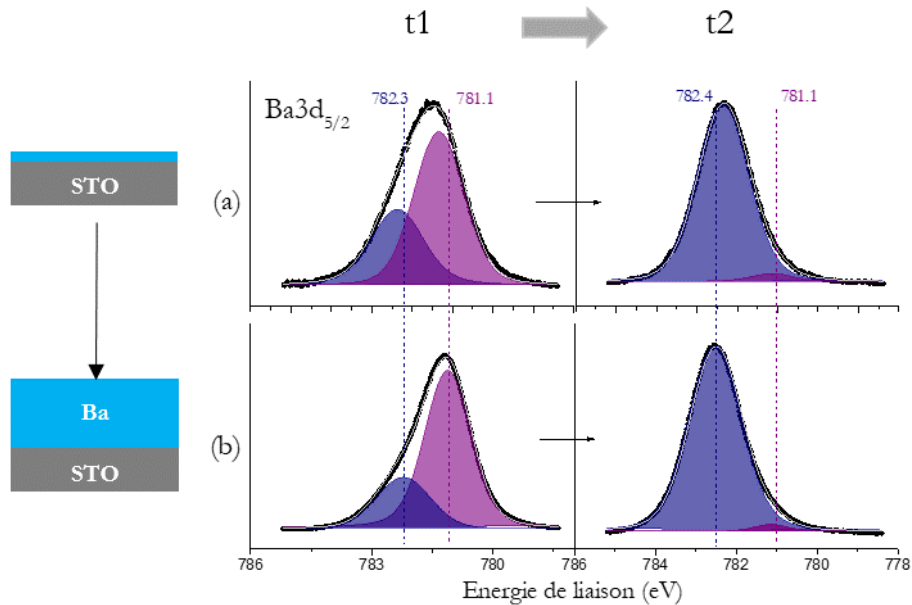 t1
t2
Ba3d5/2
782.3
781.1
782.4
781.1
STO
(a)
Ba
STO
(b)
786
783
780
786
784
782
780
778
Energie de liaison (eV)